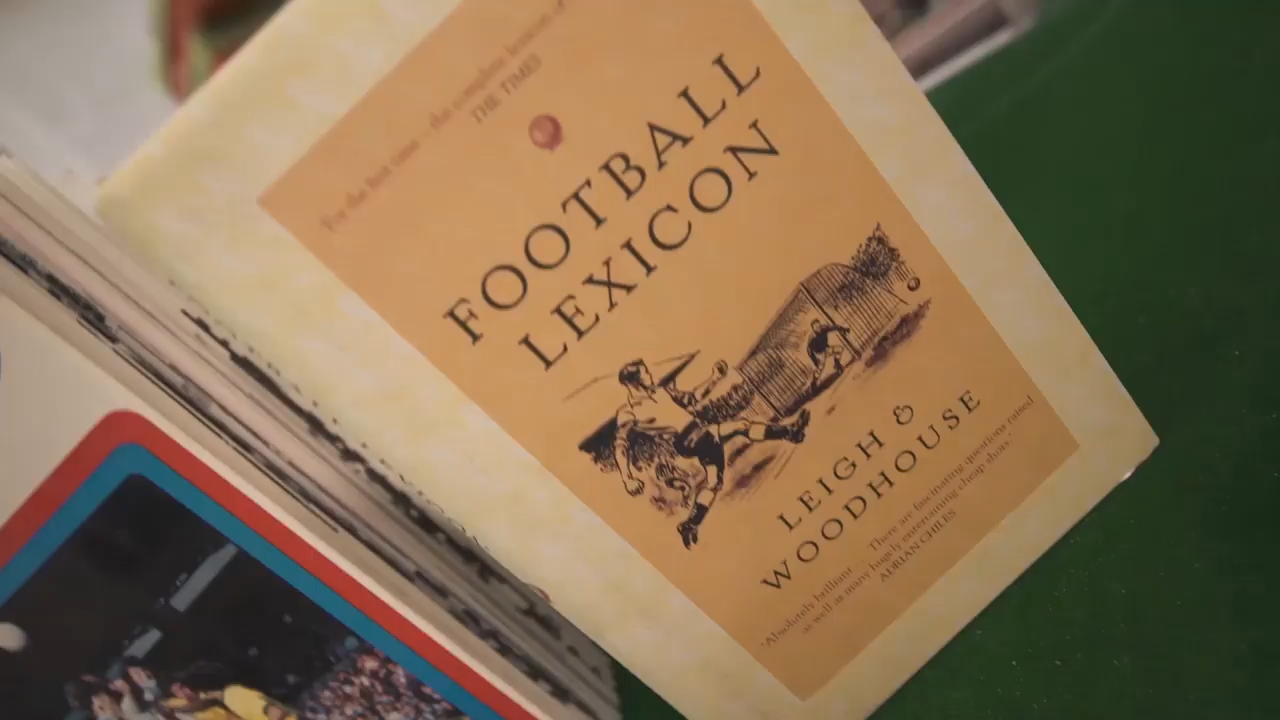 For the first time – the complete lexicon of
THE TIMES
FOOTBALL
LEXICON
LEIGH &
WOODHOUSE
'Absolutely brilliant ... There are fascinating questions raised
as well as many hugely entertaining cheap shots.'
ADRIAN CHILES